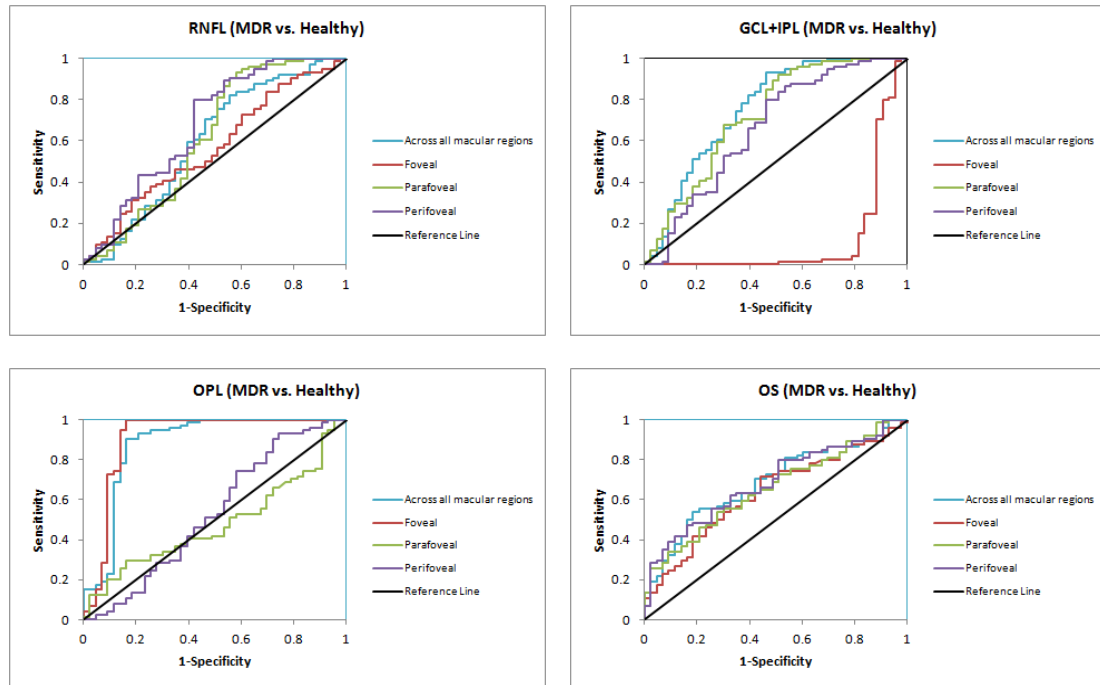 RNFL (MDR vs. Healthy)
1
0.8
0.6
0.4
0.2
0
Sensitivity
0 0.2 0.4 0.6 0.8 1
1-Specificity
Across all macular regions
Foveal
Parafoveal
Perifoveal
Reference Line
GCL+IPL (MDR vs. Healthy)
1
0.8
0.6
0.4
0.2
0
Sensitivity
0 0.2 0.4 0.6 0.8 1
1-Specificity
Across all macular regions
Foveal
Parafoveal
Perifoveal
Reference Line
OPL (MDR vs. Healthy)
1
0.8
0.6
0.4
0.2
0
Sensitivity
0 0.2 0.4 0.6 0.8 1
1-Specificity
Across all macular regions
Foveal
Parafoveal
Perifoveal
Reference Line
OS (MDR vs. Healthy)
1
0.8
0.6
0.4
0.2
0
Sensitivity
0 0.2 0.4 0.6 0.8 1
1-Specificity
Across all macular regions
Foveal
Parafoveal
Perifoveal
Reference Line